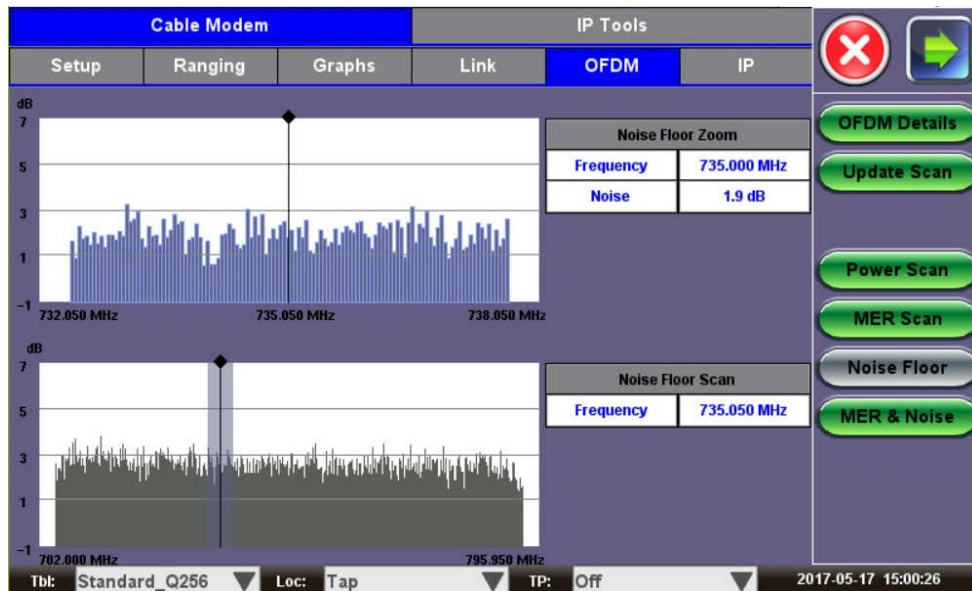 Cable Modem IP Tools
Setup Ranging Graphs Link OFDM IP
dB
7
5
3
1
-1
732.050 MHz 735.050 MHz 738.050 MHz
Noise Floor Zoom
Frequency 735.000 MHz
Noise 1.9 dB
dB
7
5
3
1
-1
702.000 MHz 795.950 MHz
Noise Floor Scan
Frequency 735.050 MHz
OFDM Details
Update Scan
Power Scan
MER Scan
Noise Floor
MER & Noise
Tbl: Standard_Q256 Loc: Tap TP: Off 2017-05-17 15:00:26